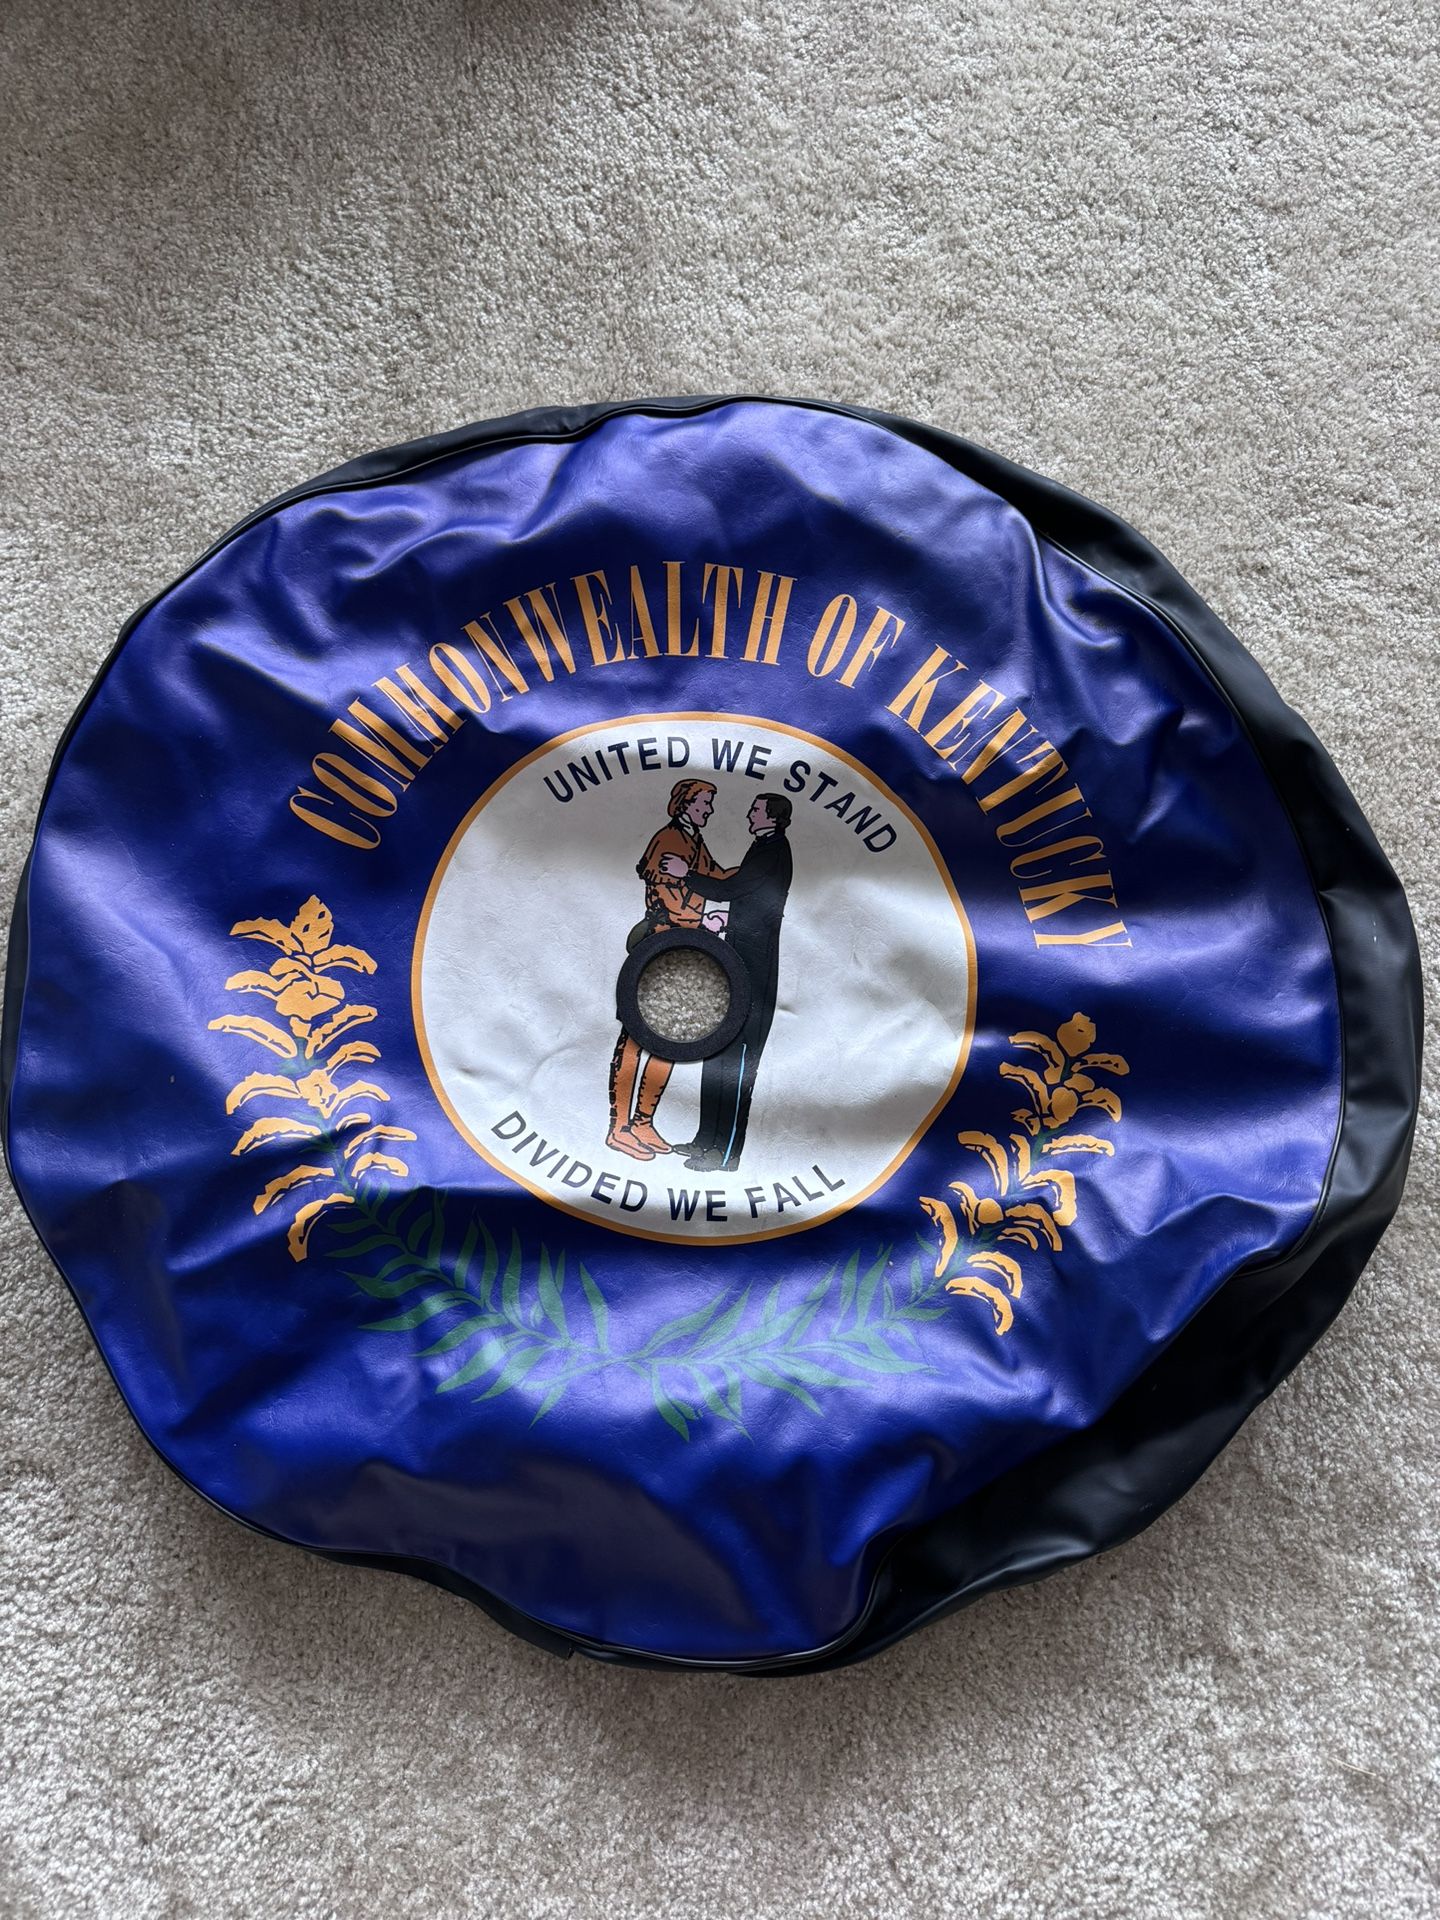 COMMONWEALTH OF KENTUCKY
UNITED WE STAND
DIVIDED WE FALL